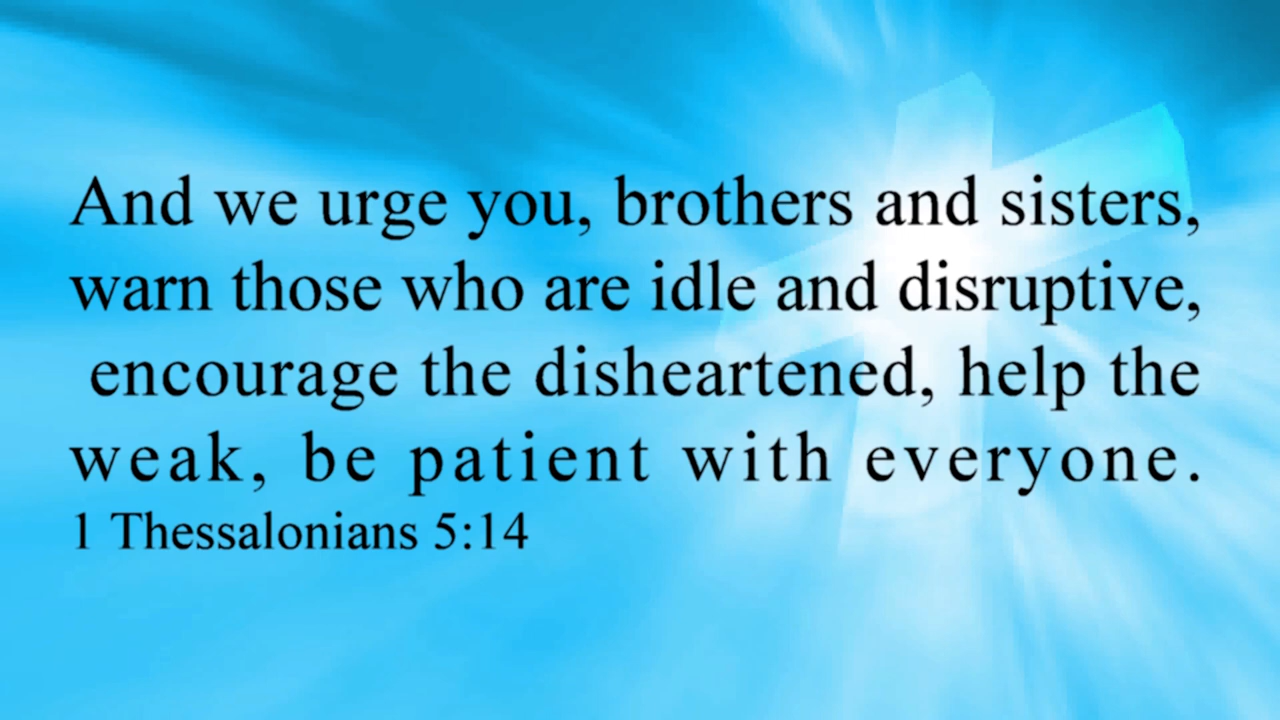 And we urge you, brothers and sisters,
warn those who are idle and disruptive,
encourage the disheartened, help the
weak, be patient with everyone.
1 Thessalonians 5:14